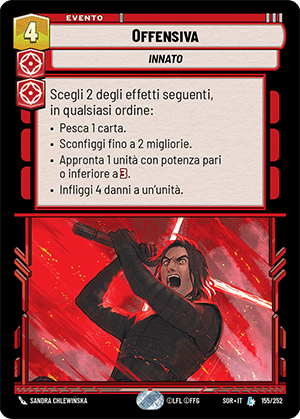 EVENTO
4
OFFENSIVA
INNATO
Scegli 2 degli effetti seguenti,
in qualsiasi ordine:
• Pesca 1 carta.
• Sconfiggi fino a 2 migliorie.
• Appronta 1 unità con potenza pari
o inferiore a 3.
• Infliggi 4 danni a un'unità.
SANDRA CHLEWIŃSKA
©LFL ©FFG
SOR•IT
155/252